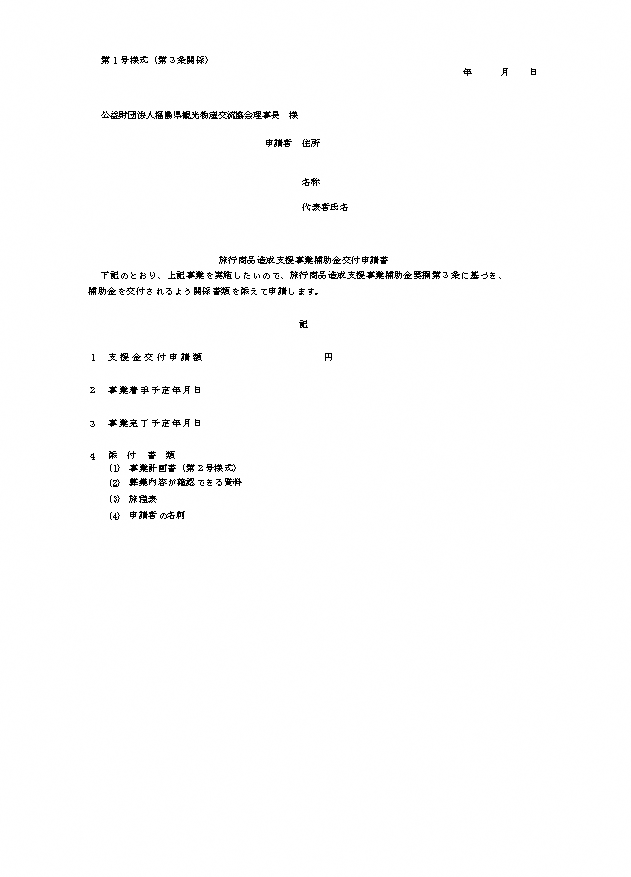 第１号様式（第３条関係）
年　月　日
公益財団法人福島県観光物産交流協会理事長　様
申請者　住所
名称
代表者氏名
旅行商品造成支援事業補助金交付申請書
下記のとおり、上記事業を実施したいので、旅行商品造成支援事業補助金要綱第３条に基づき、
補助金を交付されるよう関係書類を添えて申請します。
記
１　支援金交付申請額　円
２　事業着手予定年月日
３　事業完了予定年月日
４　添付書類
(1)　事業計画書（第２号様式）
(2)　事業内容が確認できる資料
(3)　旅程表
(4)　申請者の名刺